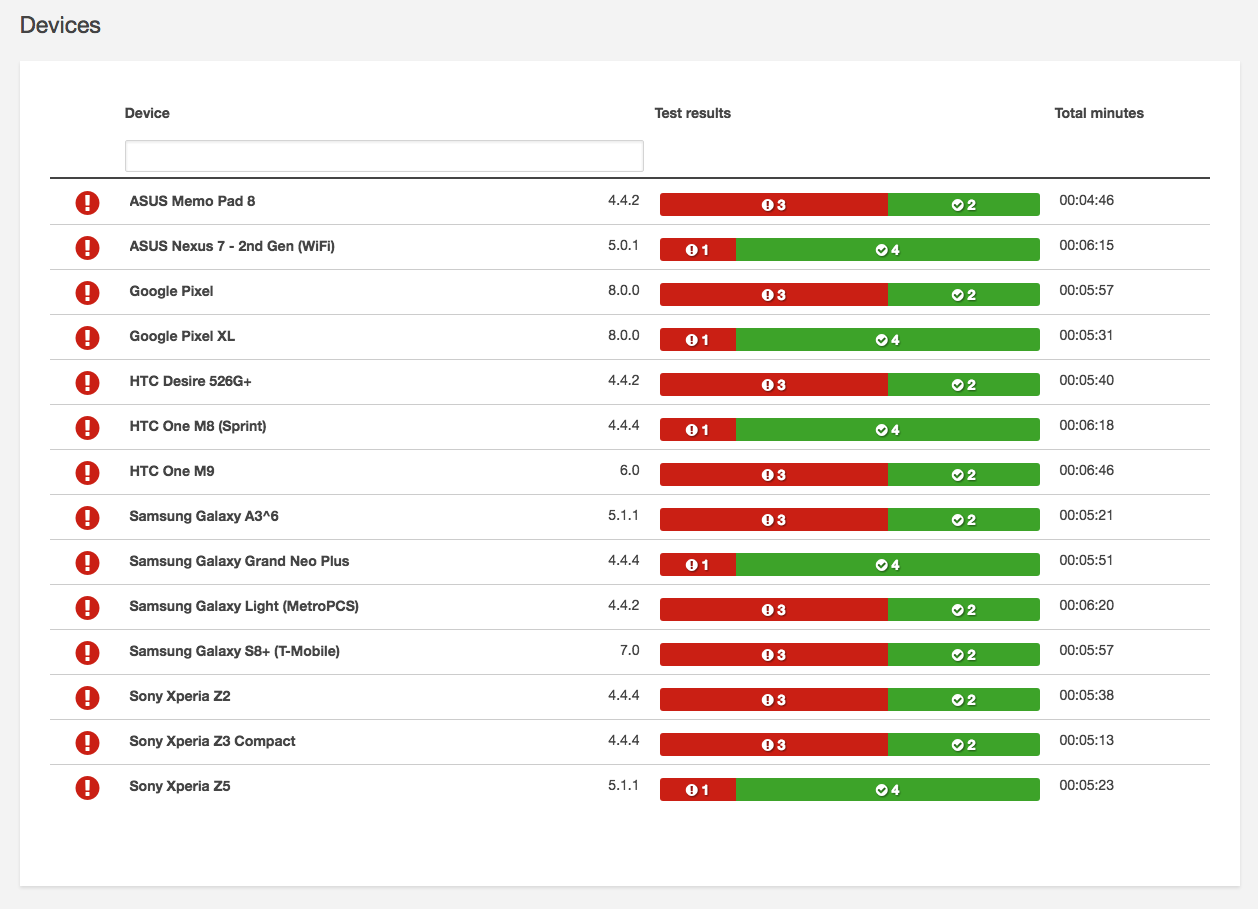 Devices
Device Test results Total minutes
ASUS Memo Pad 8 4.4.2 3 2 00:04:46
ASUS Nexus 7 - 2nd Gen (WiFi) 5.0.1 1 4 00:06:15
Google Pixel 8.0.0 3 2 00:05:57
Google Pixel XL 8.0.0 1 4 00:05:31
HTC Desire 526G+ 4.4.2 3 2 00:05:40
HTC One M8 (Sprint) 4.4.4 1 4 00:06:18
HTC One M9 6.0 3 2 00:06:46
Samsung Galaxy A3^6 5.1.1 3 2 00:05:21
Samsung Galaxy Grand Neo Plus 4.4.4 1 4 00:05:51
Samsung Galaxy Light (MetroPCS) 4.4.2 3 2 00:06:20
Samsung Galaxy S8+ (T-Mobile) 7.0 3 2 00:05:57
Sony Xperia Z2 4.4.4 3 2 00:05:38
Sony Xperia Z3 Compact 4.4.4 3 2 00:05:13
Sony Xperia Z5 5.1.1 1 4 00:05:23